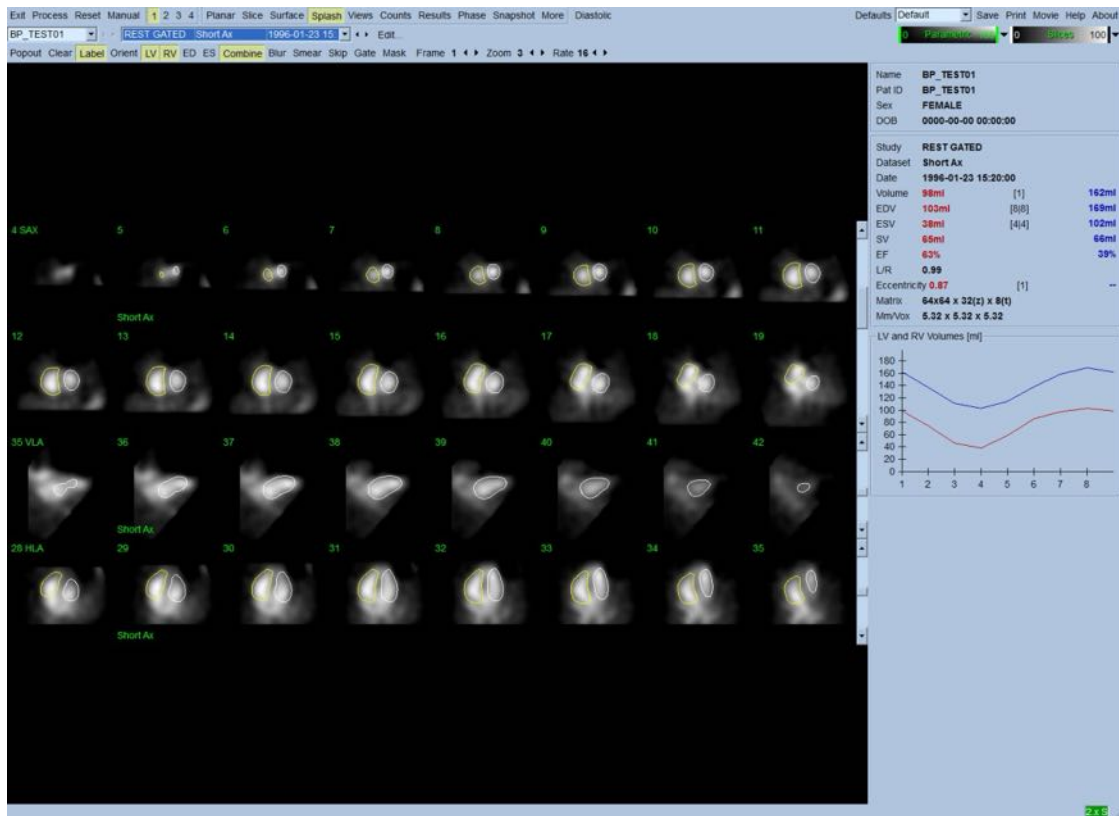 Exit Process Reset Manual 1 2 3 4 Planar Slice Surface Splash Views Counts Results Phase Snapshot More Diastolic Defaults Default Save Print Movie Help About
BP_TEST01 REST GATED Short Ax 1996-01-23 15: Edit... 0 Parametric 0 Slices 100
Popout Clear Label Orient LV RV ED ES Combine Blur Smear Skip Gate Mask Frame 1 Zoom 3 Rate 16
Name BP_TEST01
Pat ID BP_TEST01
Sex FEMALE
DOB 0000-00-00 00:00:00
Study REST GATED
Dataset Short Ax
Date 1996-01-23 15:20:00
Volume 98ml [1] 162ml
EDV 103ml [8|8] 169ml
ESV 38ml [4|4] 102ml
SV 65ml 66ml
EF 63% 39%
L/R 0.99
Eccentricity 0.87 [1] --
Matrix 64x64 x 32(z) x 8(t)
Mm/Vox 5.32 x 5.32 x 5.32
LV and RV Volumes [ml]
180
160
140
120
100
80
60
40
20
0
1 2 3 4 5 6 7 8
4 SAX 5 6 7 8 9 10 11
Short Ax
12 13 14 15 16 17 18 19
35 VLA 36 37 38 39 40 41 42
Short Ax
28 HLA 29 30 31 32 33 34 35
Short Ax
2 x 5